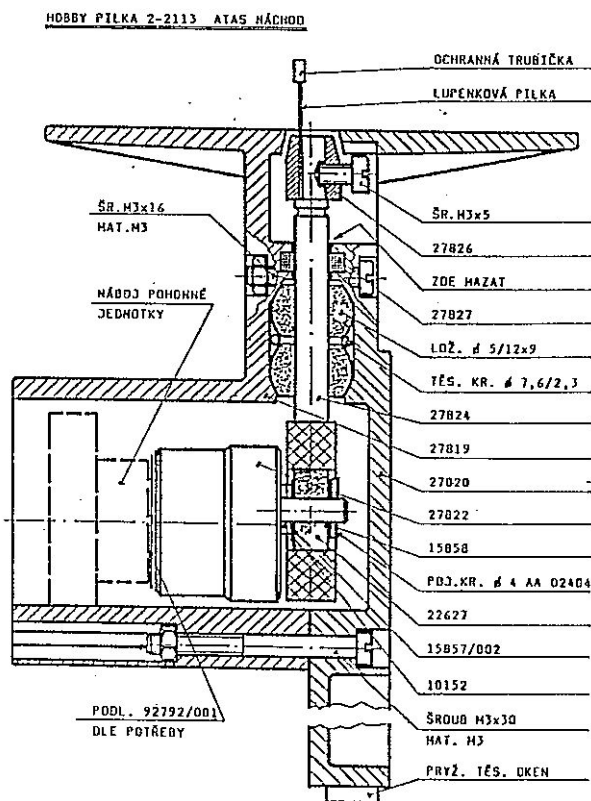 HOBBY PILKA 2-2113 ATAS NÁCHOD
OCHRANNÁ TRUBIČKA
LUPENKOVÁ PILKA
ŠR.M3x16
MAT.M3
ŠR.M3x5
27826
ZDE MAZAT
NÁBOJ POHONNÉ
JEDNOTKY
27827
LOŽ. ø 5/12x9
TĚS. KR. ø 7,6/2,3
27824
27819
27020
27822
15858
POJ.KR. ø 4 AA 02404
22627
15857/002
10152
PODL. 92792/001
DLE POTŘEBY
ŠROUB M3x30
MAT. M3
PRYŽ. TĚS. OKEN